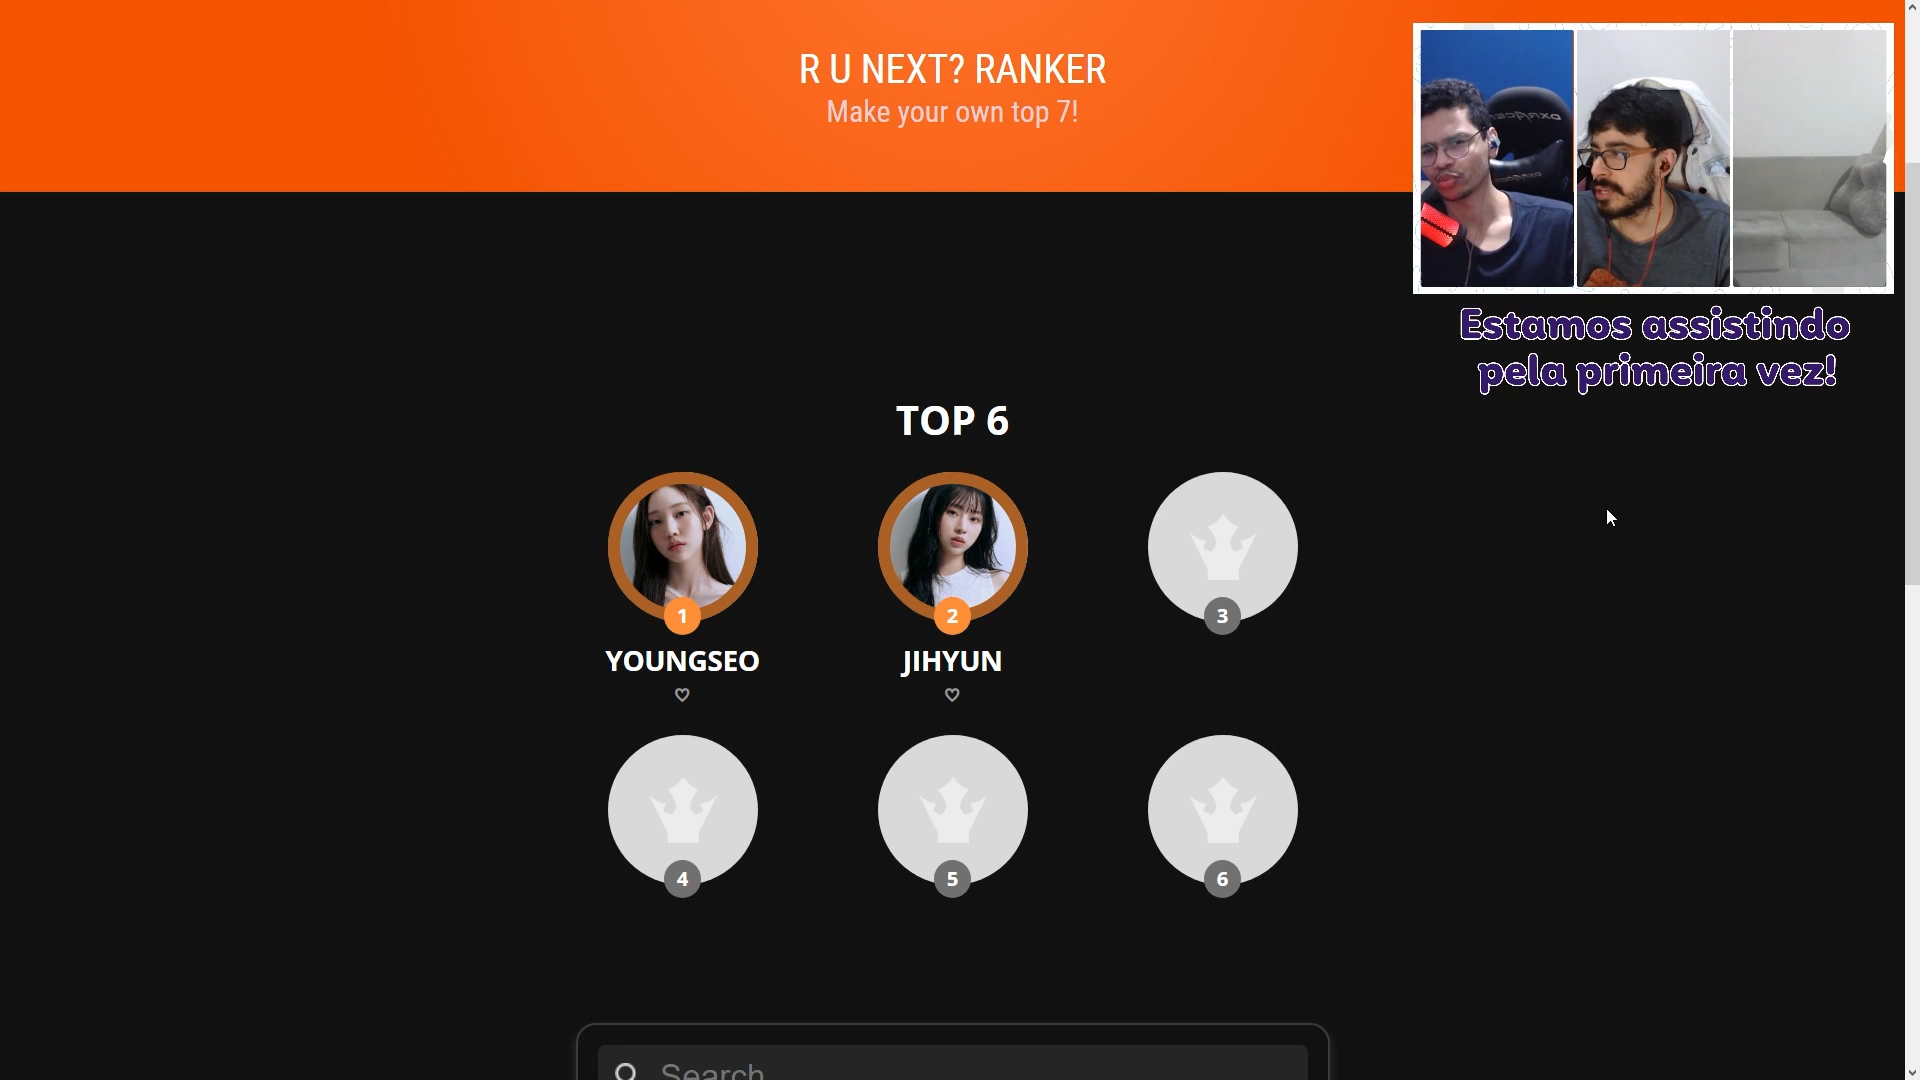 R U NEXT? RANKER
Make your own top 7!
Estamos assistindo
pela primeira vez!
TOP 6
1
2
3
YOUNGSEO
JIHYUN
4
5
6
Search